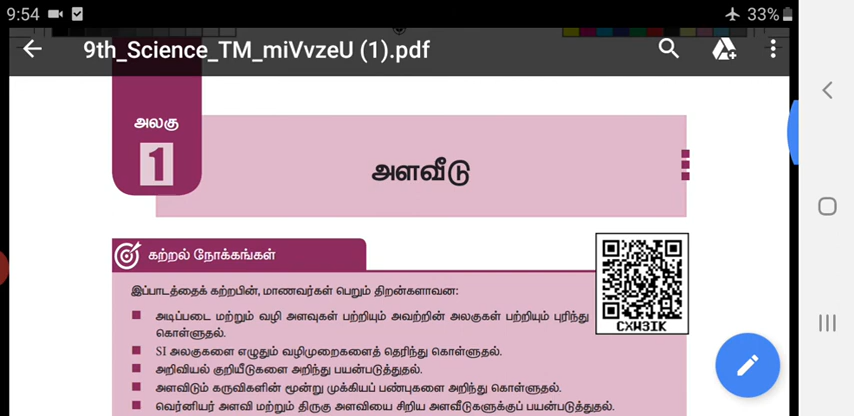 9:54
33%
9th_Science_TM_miVvzeU (1).pdf
அலகு
1
அளவீடு
கற்றல் நோக்கங்கள்
இப்பாடத்தைக் கற்றபின், மாணவர்கள் பெறும் திறன்களாவன:
CXW3IK
■ அடிப்படை மற்றும் வழி அளவுகள் பற்றியும் அவற்றின் அலகுகள் பற்றியும் புரிந்து
கொள்ளுதல்.
■ SI அலகுகளை எழுதும் வழிமுறைகளைத் தெரிந்து கொள்ளுதல்.
■ அறிவியல் குறியீடுகளை அறிந்து பயன்படுத்துதல்.
■ அளவிடும் கருவிகளின் மூன்று முக்கியப் பண்புகளை அறிந்து கொள்ளுதல்.
■ வெர்னியர் அளவி மற்றும் திருகு அளவியை சிறிய அளவீடுகளுக்குப் பயன்படுத்துதல்.